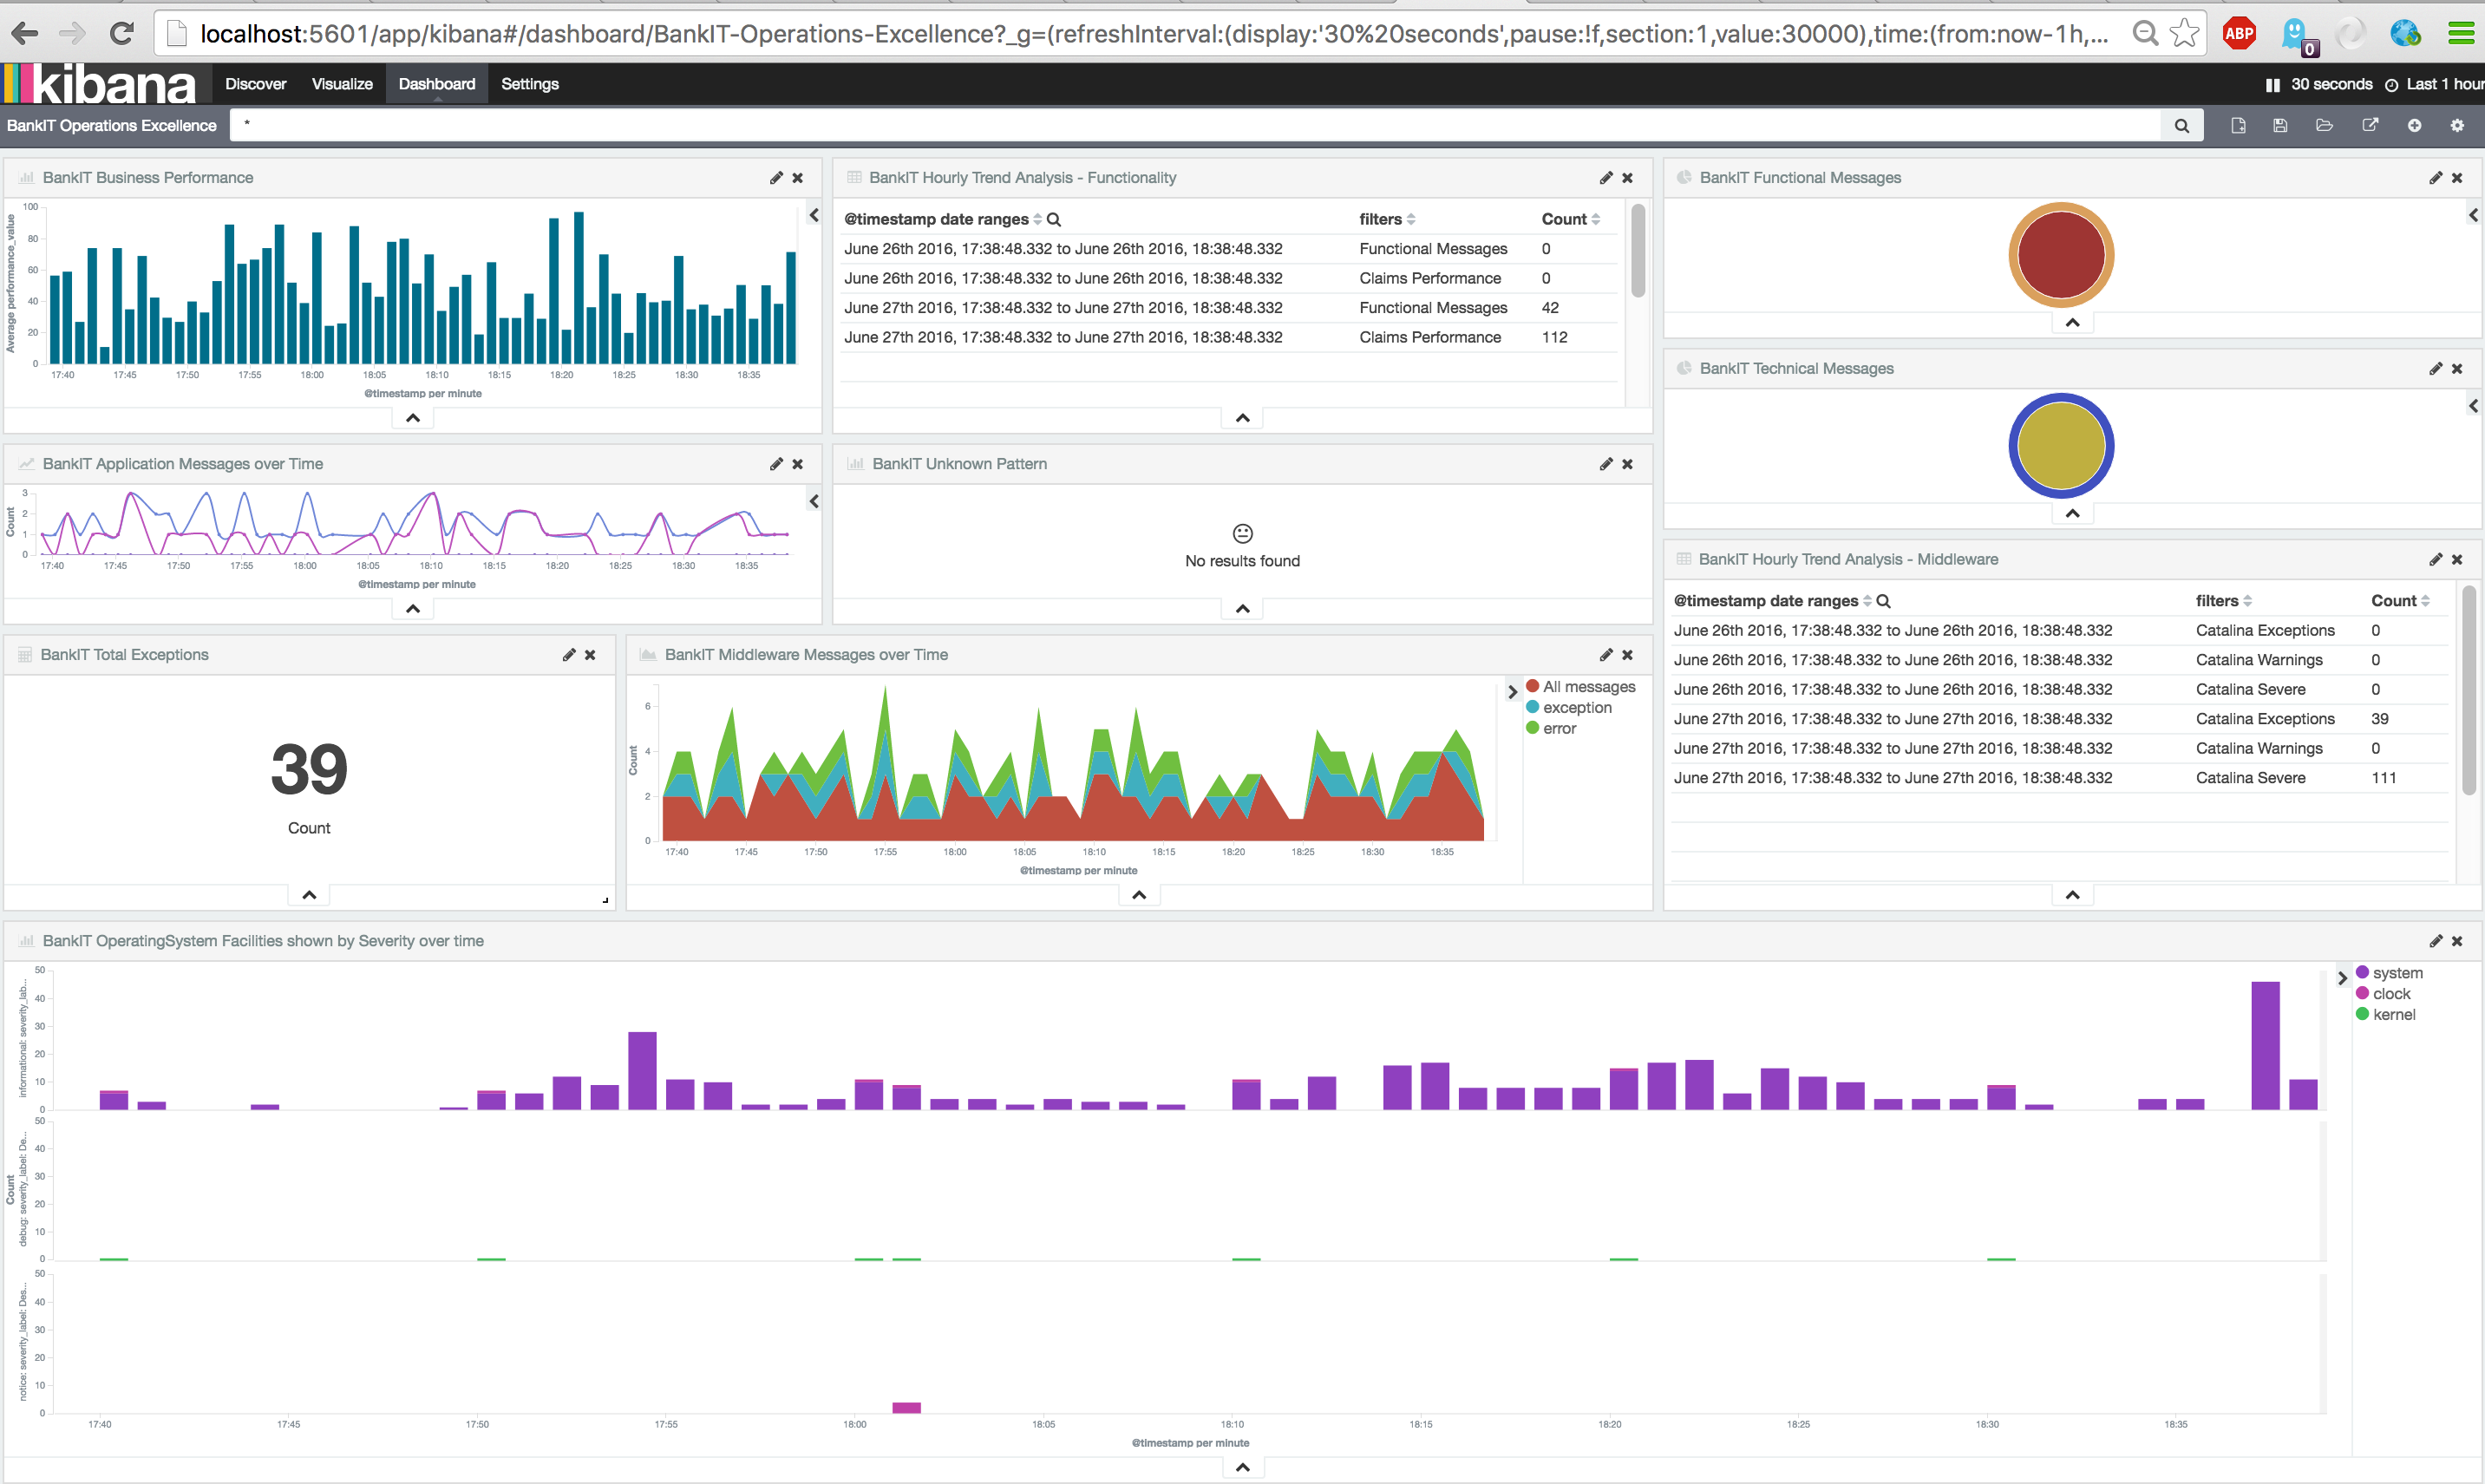 localhost:5601/app/kibana#/dashboard/BankIT-Operations-Excellence?_g=(refreshInterval:(display:'30%20seconds',pause:!f,section:1,value:30000),time:(from:now-1h,...
ABP
0
kibana Discover Visualize Dashboard Settings 30 seconds Last 1 hour
BankIT Operations Excellence *
BankIT Business Performance
Average performance_value
100
80
60
40
20
0
17:40 17:45 17:50 17:55 18:00 18:05 18:10 18:15 18:20 18:25 18:30 18:35
@timestamp per minute
BankIT Hourly Trend Analysis - Functionality
@timestamp date ranges filters Count
June 26th 2016, 17:38:48.332 to June 26th 2016, 18:38:48.332 Functional Messages 0
June 26th 2016, 17:38:48.332 to June 26th 2016, 18:38:48.332 Claims Performance 0
June 27th 2016, 17:38:48.332 to June 27th 2016, 18:38:48.332 Functional Messages 42
June 27th 2016, 17:38:48.332 to June 27th 2016, 18:38:48.332 Claims Performance 112
BankIT Functional Messages
BankIT Technical Messages
BankIT Application Messages over Time
Count
3
2
1
0
17:40 17:45 17:50 17:55 18:00 18:05 18:10 18:15 18:20 18:25 18:30 18:35
@timestamp per minute
BankIT Unknown Pattern
No results found
BankIT Hourly Trend Analysis - Middleware
@timestamp date ranges filters Count
June 26th 2016, 17:38:48.332 to June 26th 2016, 18:38:48.332 Catalina Exceptions 0
June 26th 2016, 17:38:48.332 to June 26th 2016, 18:38:48.332 Catalina Warnings 0
June 26th 2016, 17:38:48.332 to June 26th 2016, 18:38:48.332 Catalina Severe 0
June 27th 2016, 17:38:48.332 to June 27th 2016, 18:38:48.332 Catalina Exceptions 39
June 27th 2016, 17:38:48.332 to June 27th 2016, 18:38:48.332 Catalina Warnings 0
June 27th 2016, 17:38:48.332 to June 27th 2016, 18:38:48.332 Catalina Severe 111
BankIT Total Exceptions
39
Count
BankIT Middleware Messages over Time
Count
6
4
2
0
17:40 17:45 17:50 17:55 18:00 18:05 18:10 18:15 18:20 18:25 18:30 18:35
@timestamp per minute
All messages
exception
error
BankIT OperatingSystem Facilities shown by Severity over time
Count
informational: severity_lab...
50
40
30
20
10
0
debug: severity_label: De...
50
40
30
20
10
0
notice: severity_label: Des...
50
40
30
20
10
0
17:40 17:45 17:50 17:55 18:00 18:05 18:10 18:15 18:20 18:25 18:30 18:35
@timestamp per minute
system
clock
kernel